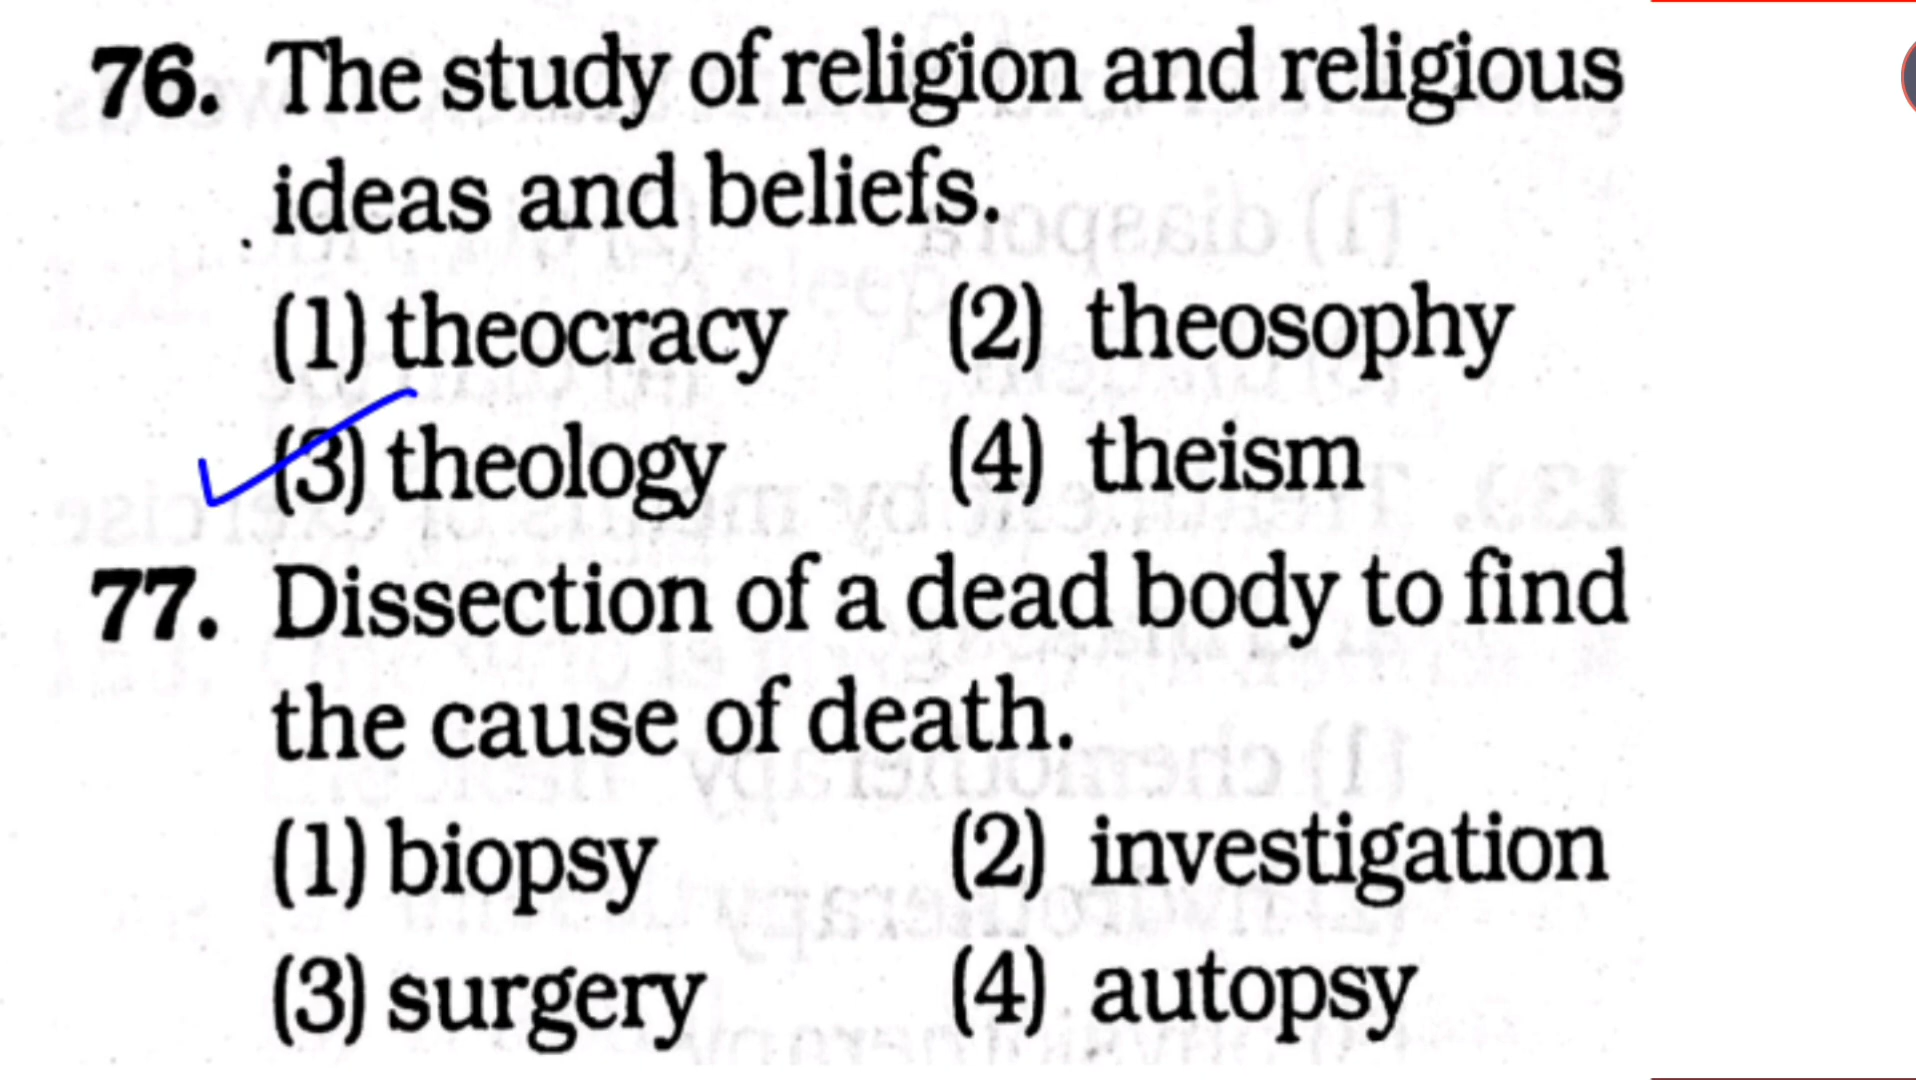 76. The study of religion and religious
ideas and beliefs.
(1) theocracy (2) theosophy
(3) theology (4) theism
77. Dissection of a dead body to find
the cause of death.
(1) biopsy (2) investigation
(3) surgery (4) autopsy